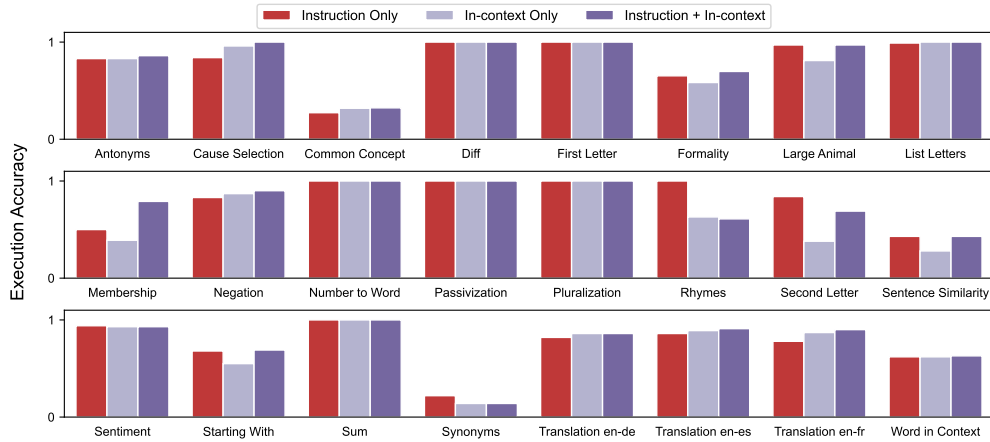 Instruction Only In-context Only Instruction + In-context
Execution Accuracy
1
0
Antonyms Cause Selection Common Concept Diff First Letter Formality Large Animal List Letters
1
0
Membership Negation Number to Word Passivization Pluralization Rhymes Second Letter Sentence Similarity
1
0
Sentiment Starting With Sum Synonyms Translation en-de Translation en-es Translation en-fr Word in Context